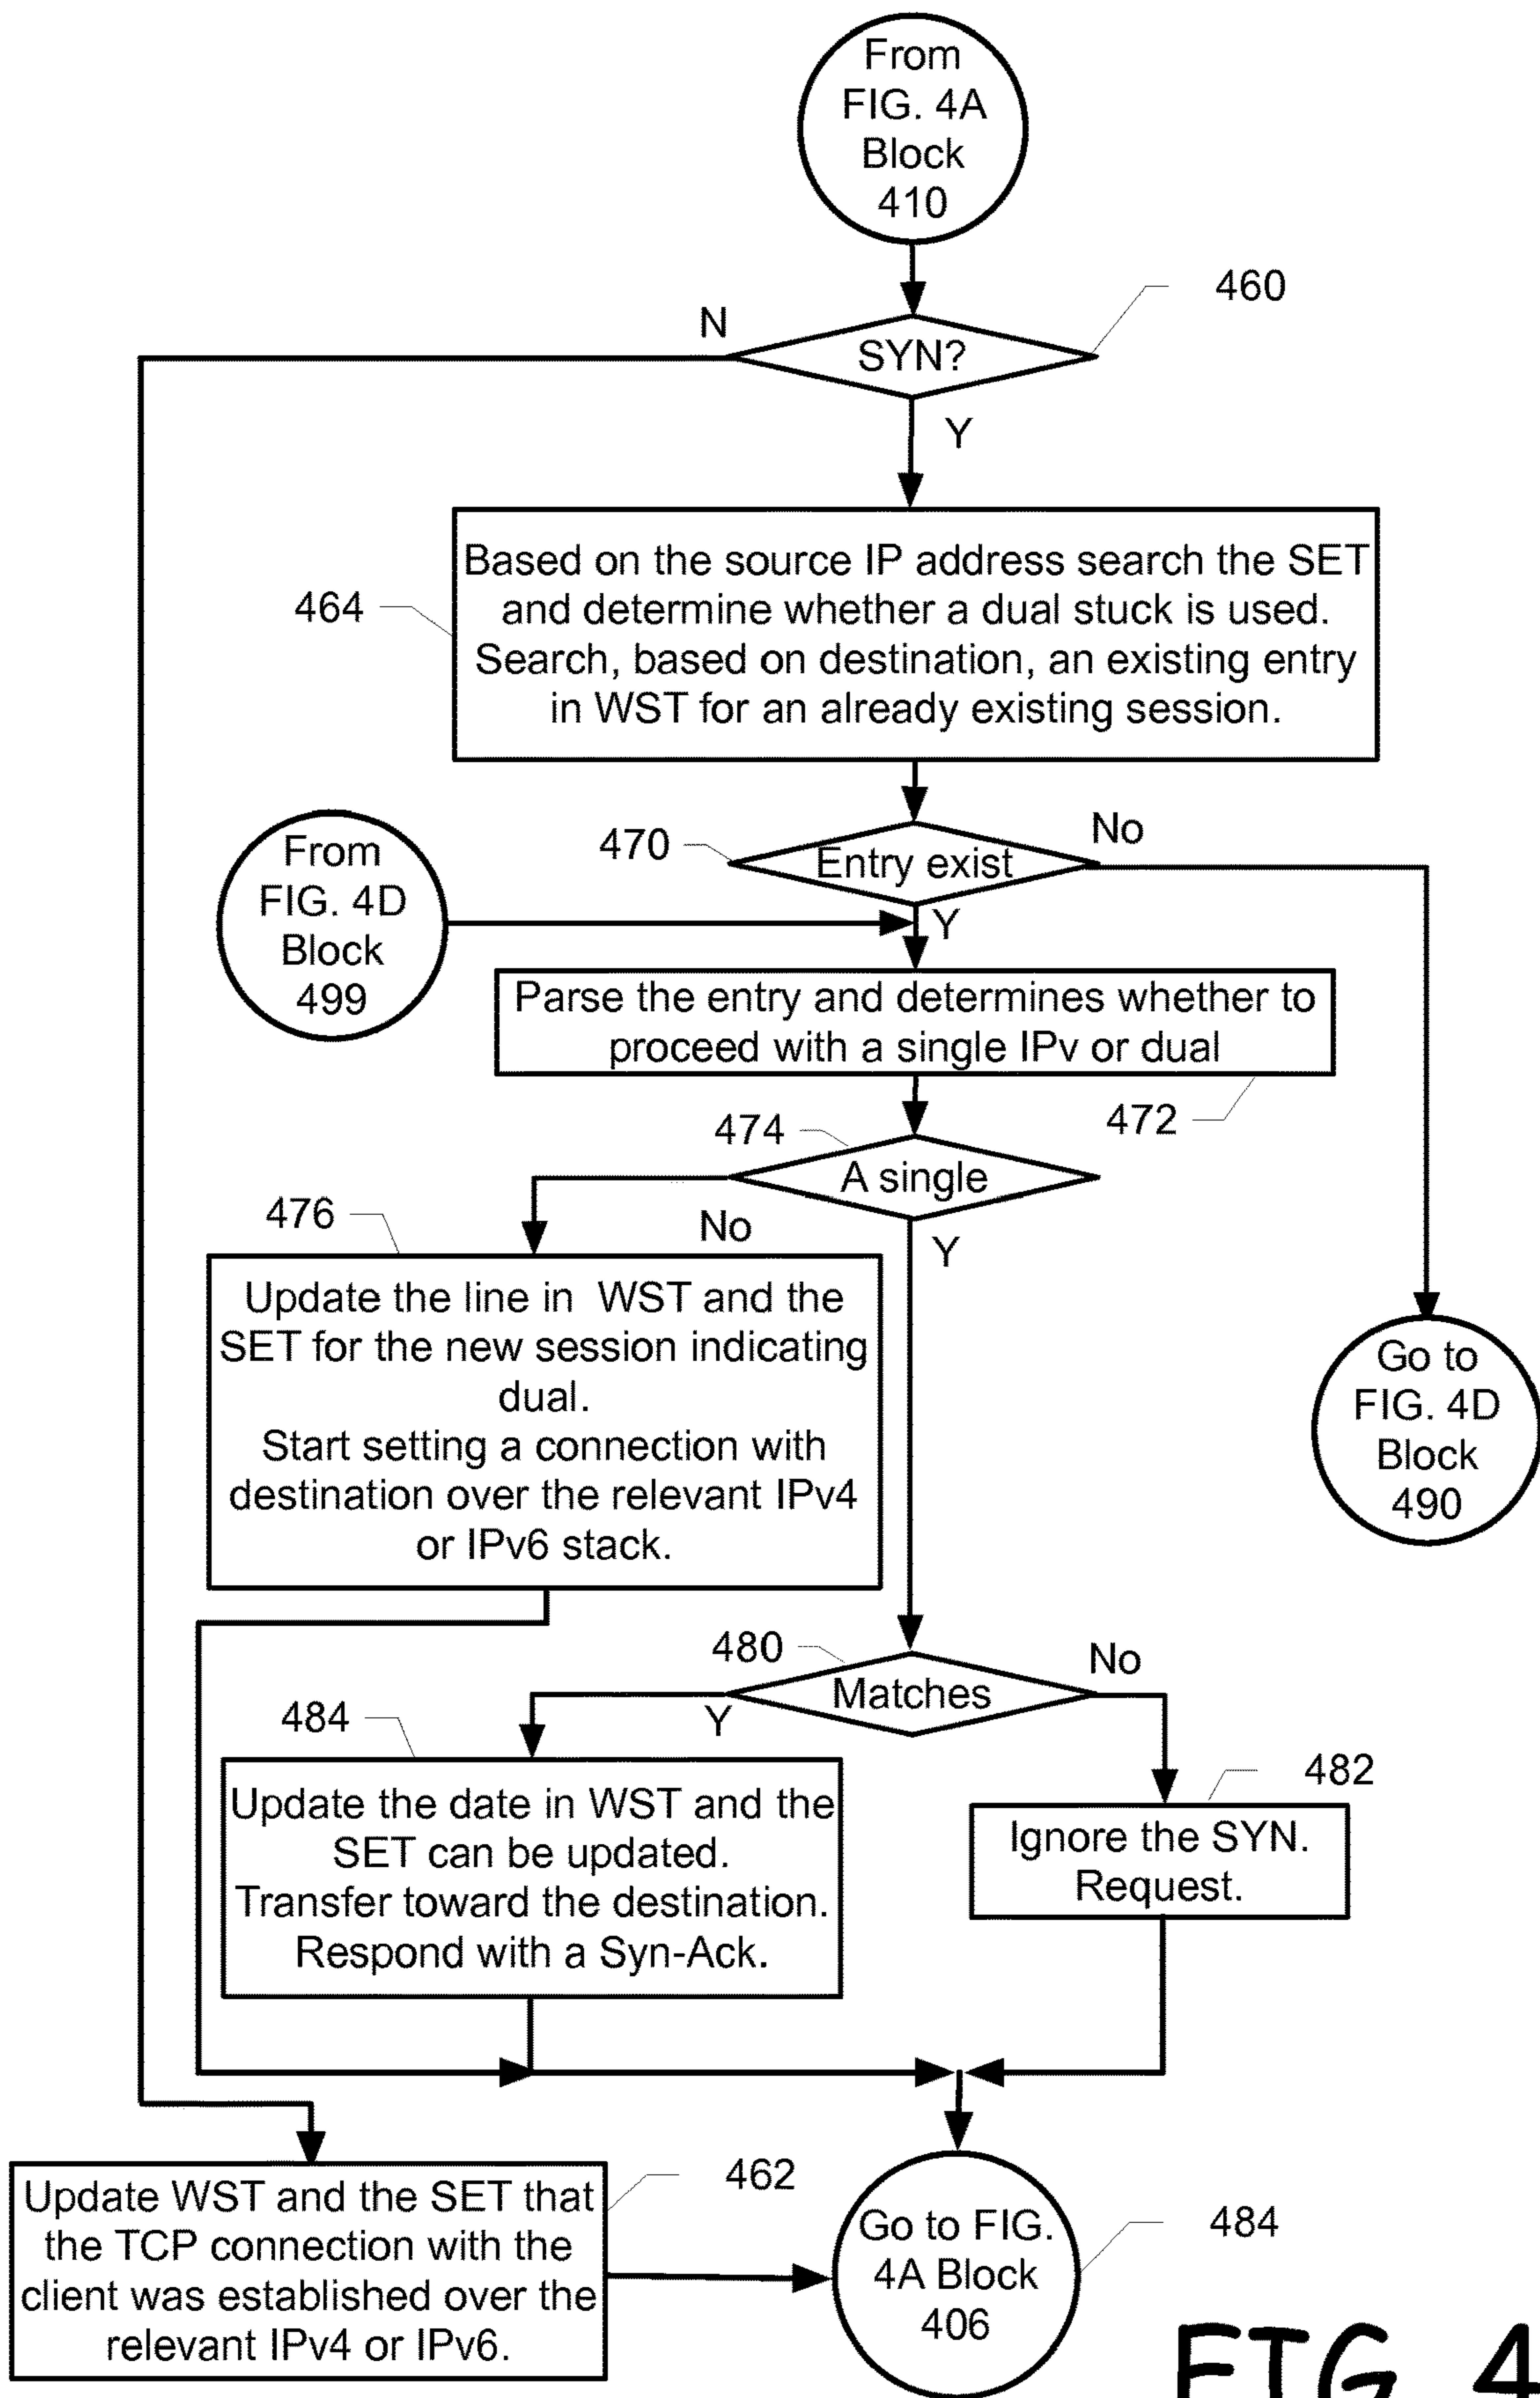 From
FIG. 4A
Block
410
460
N
SYN?
Y
Based on the source IP address search the SET
and determine whether a dual stuck is used.
Search, based on destination, an existing entry
in WST for an already existing session.
464
No
470
Entry exist
From
FIG. 4D
Block
499
Y
Parse the entry and determines whether to
proceed with a single IPv or dual
472
474
A single
476
No
Y
Update the line in WST and the
SET for the new session indicating
dual.
Start setting a connection with
destination over the relevant IPv4
or IPv6 stack.
Go to
FIG. 4D
Block
490
480
No
Matches
Y
484
482
Update the date in WST and the
SET can be updated.
Transfer toward the destination.
Respond with a Syn-Ack.
Ignore the SYN.
Request.
462
Update WST and the SET that
the TCP connection with the
client was established over the
relevant IPv4 or IPv6.
Go to FIG.
4A Block
406
484
FIG 4